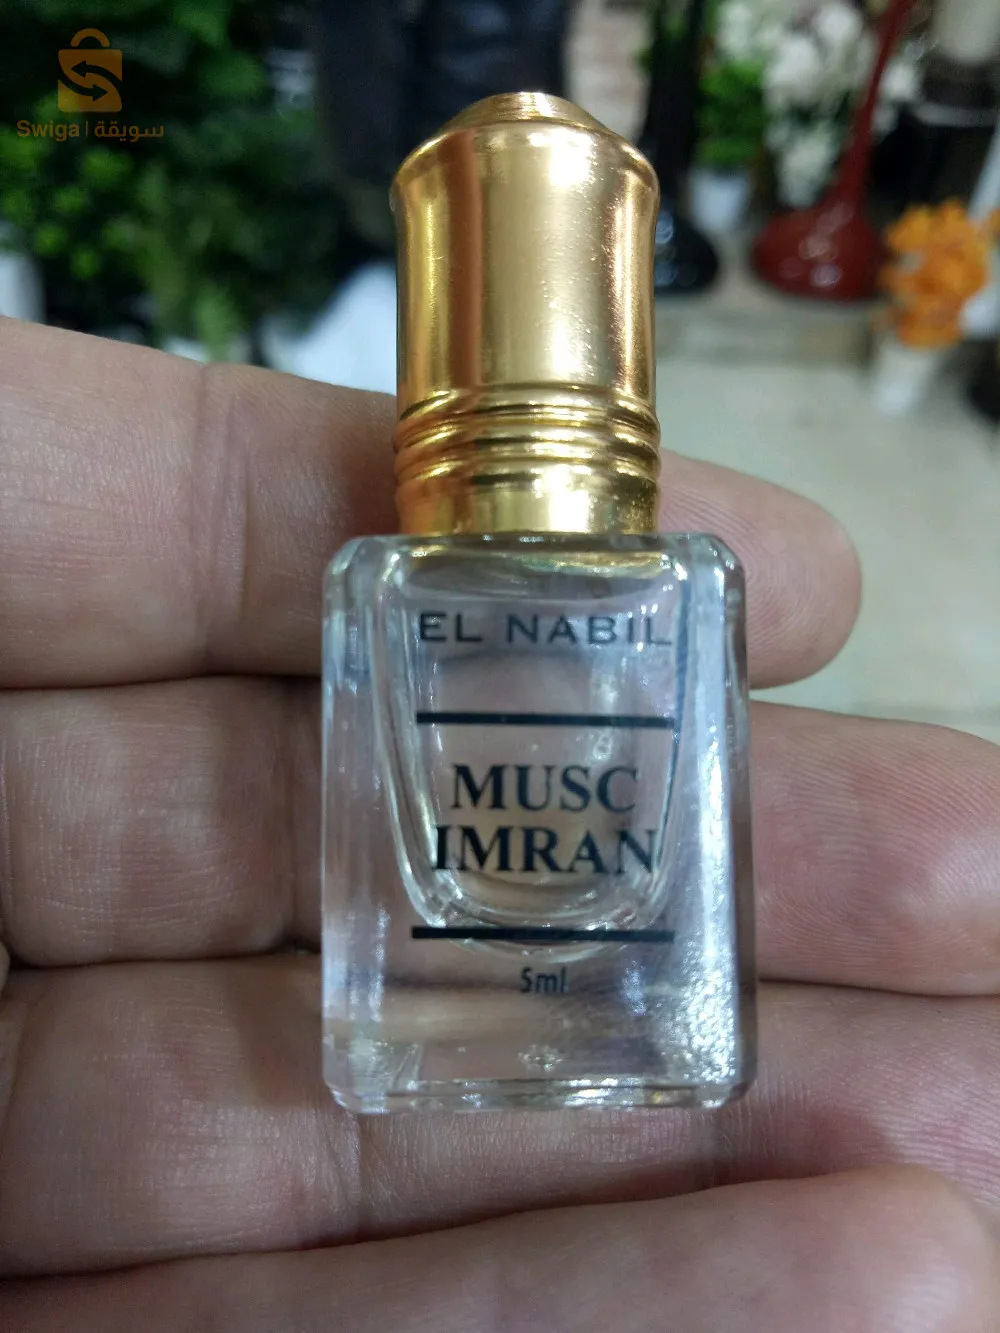 Swiga | سويقة
EL NABIL
MUSC
IMRAN
5ml